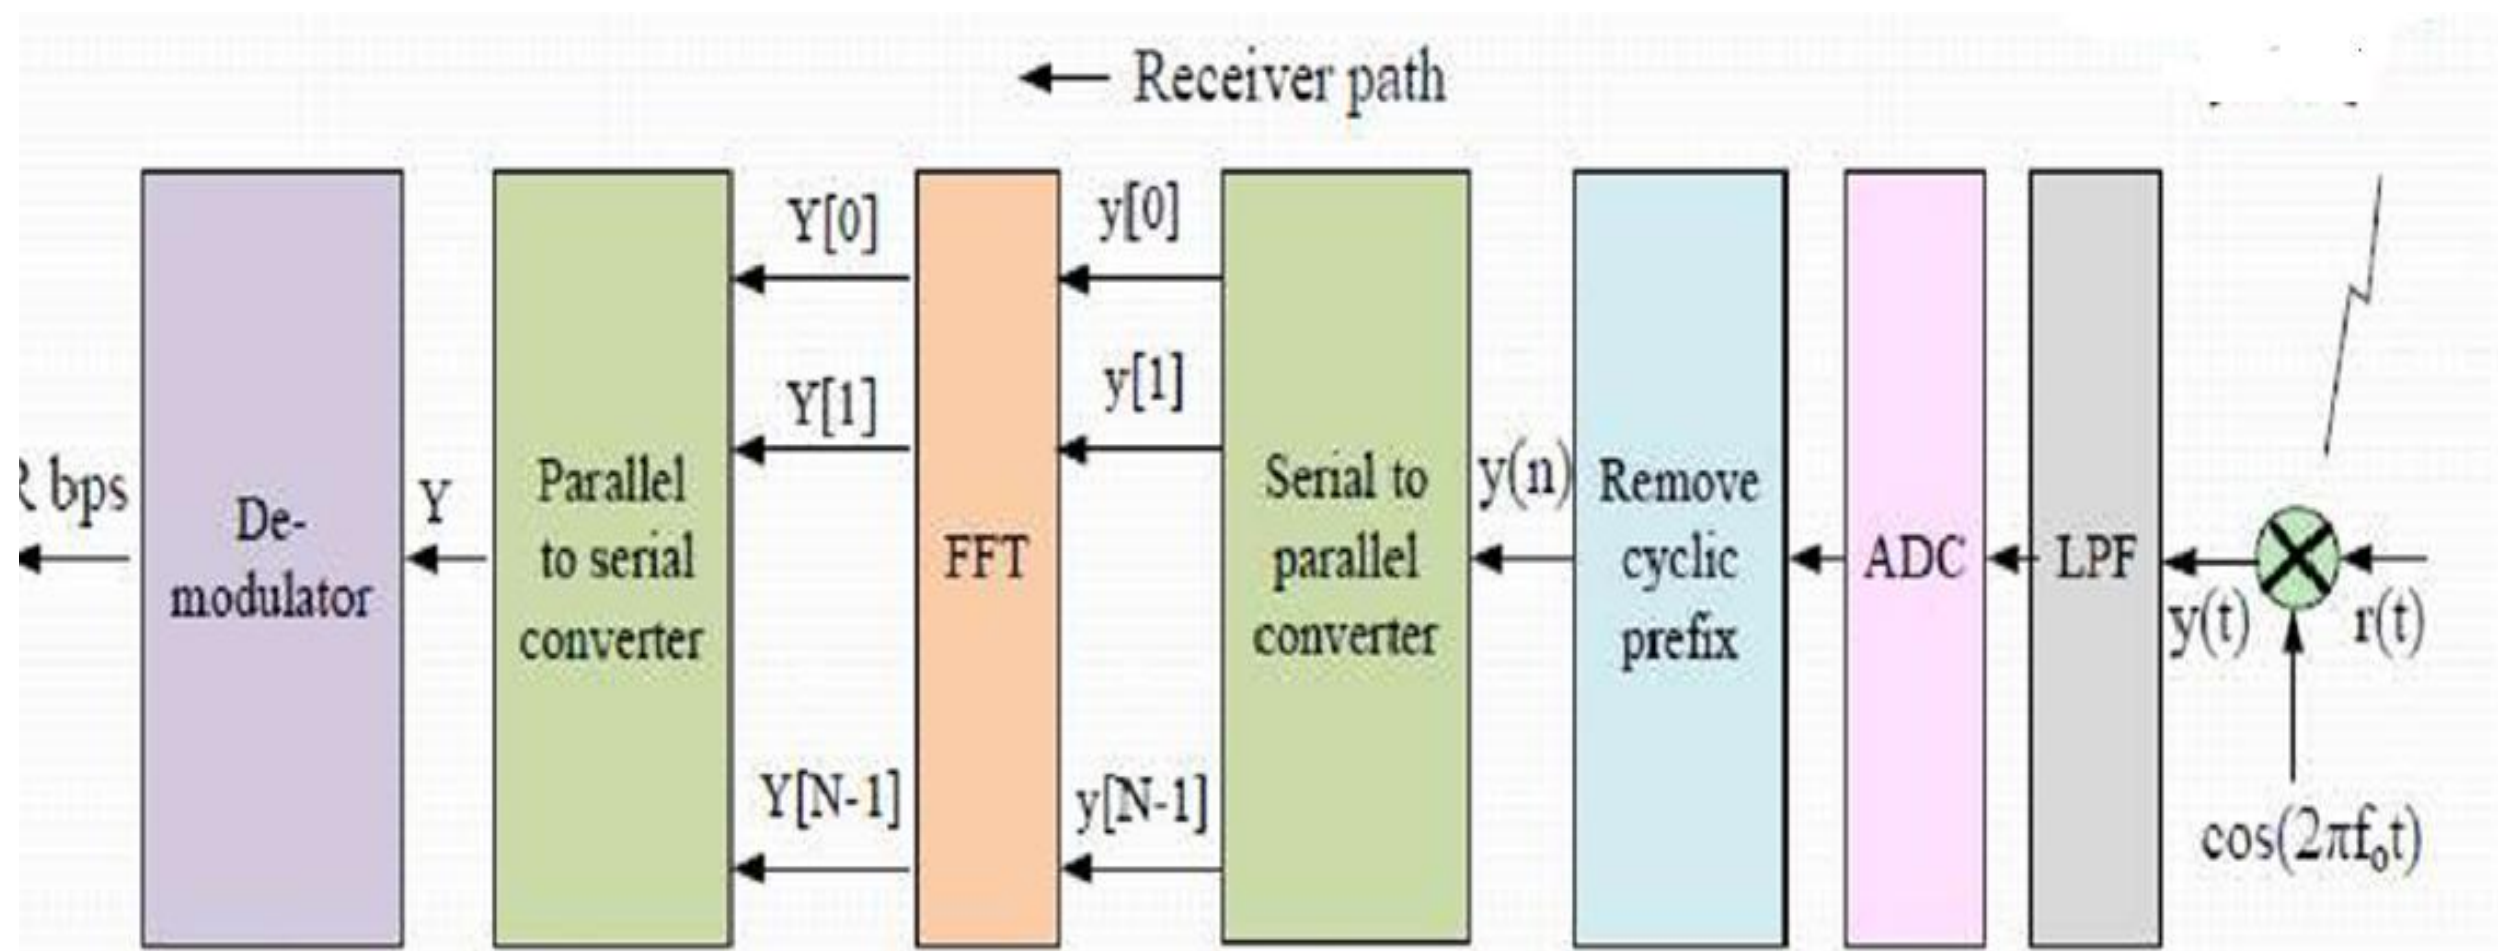 Receiver path
R bps
De-
modulator
Y
Parallel
to serial
converter
Y[0]
Y[1]
Y[N-1]
FFT
y[0]
y[1]
y[N-1]
Serial to
parallel
converter
y(n)
Remove
cyclic
prefix
ADC
LPF
y(t)
r(t)
cos(2πfₒt)